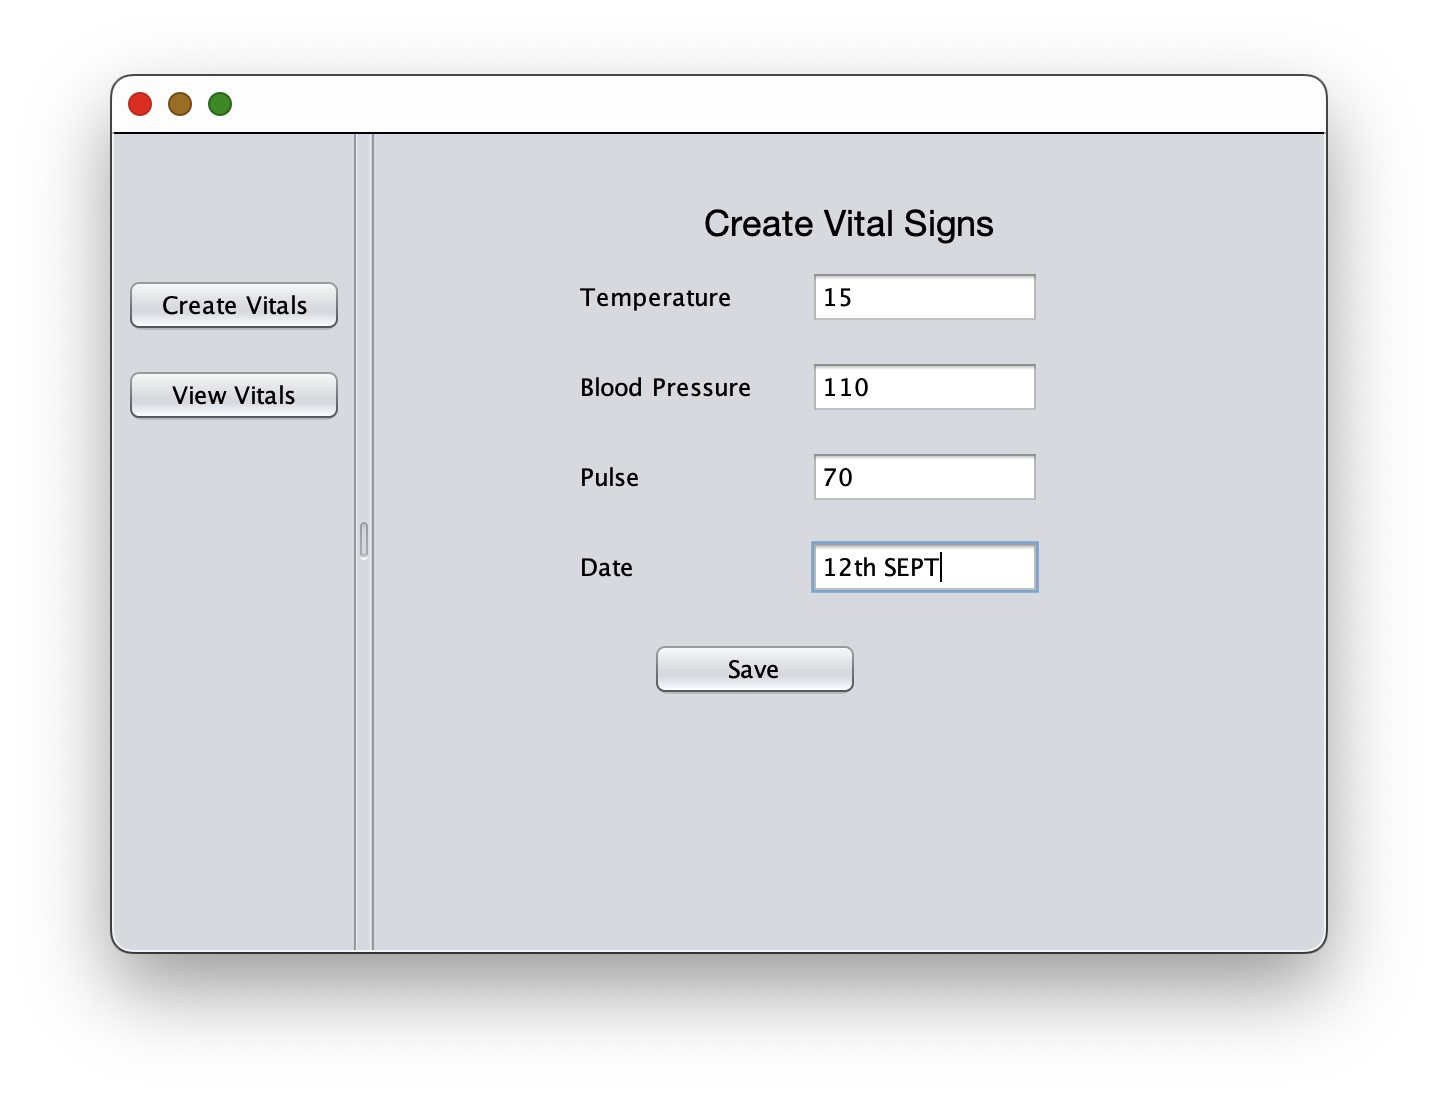 Create Vital Signs
Create Vitals
View Vitals
Temperature 15
Blood Pressure 110
Pulse 70
Date 12th SEPT
Save